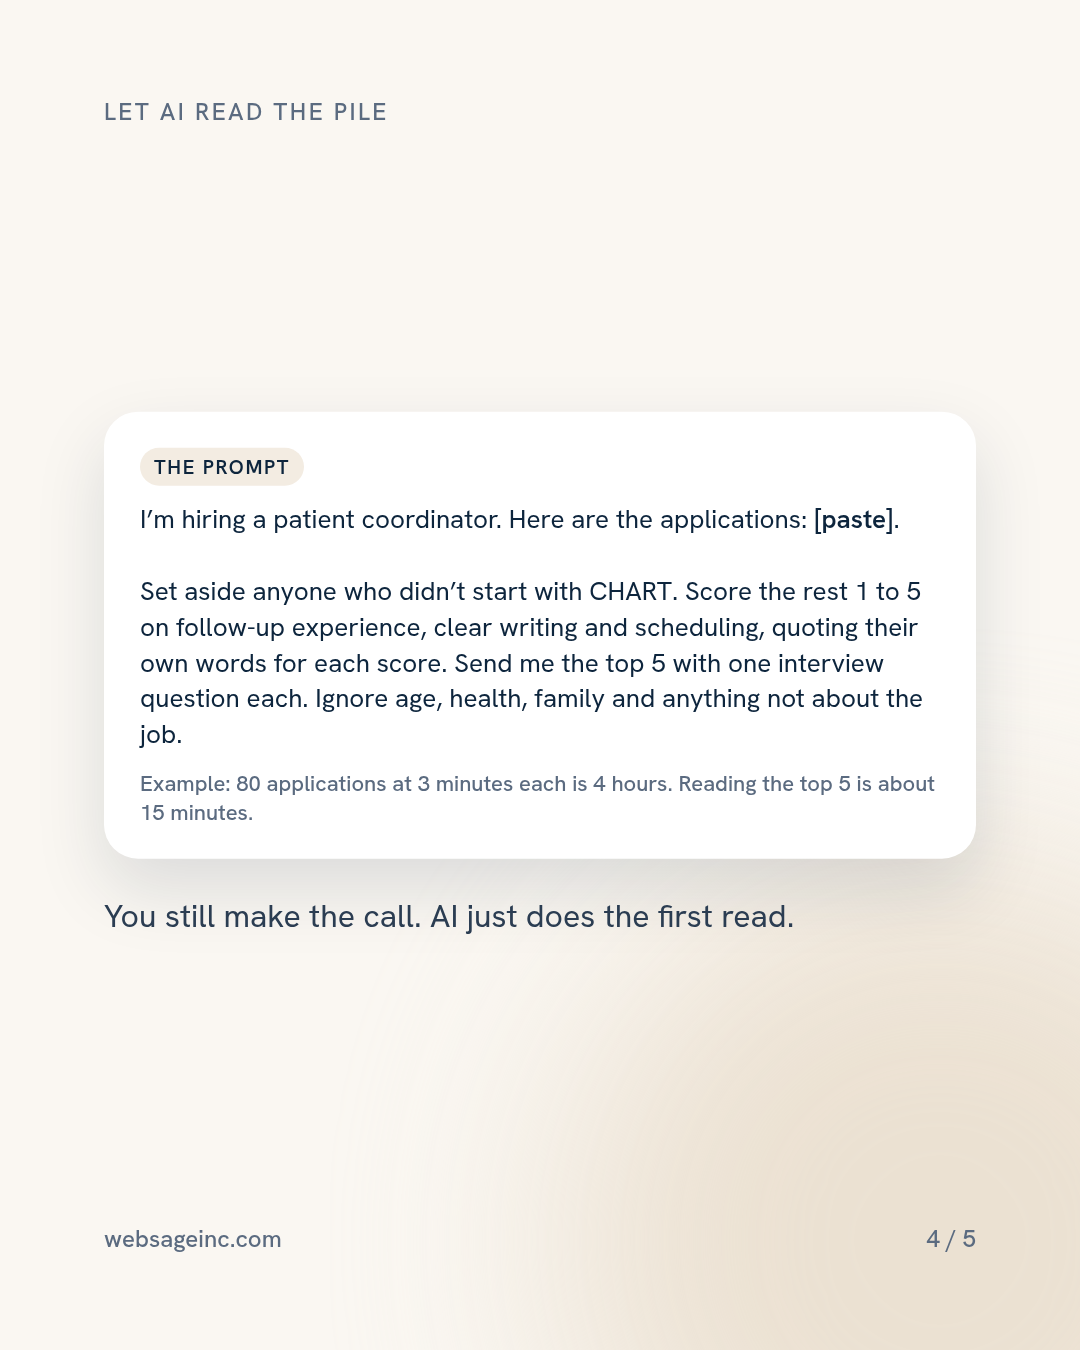 LET AI READ THE PILE
THE PROMPT
I’m hiring a patient coordinator. Here are the applications: [paste].
Set aside anyone who didn’t start with CHART. Score the rest 1 to 5
on follow-up experience, clear writing and scheduling, quoting their
own words for each score. Send me the top 5 with one interview
question each. Ignore age, health, family and anything not about the
job.
Example: 80 applications at 3 minutes each is 4 hours. Reading the top 5 is about
15 minutes.
You still make the call. AI just does the first read.
websageinc.com
4 / 5